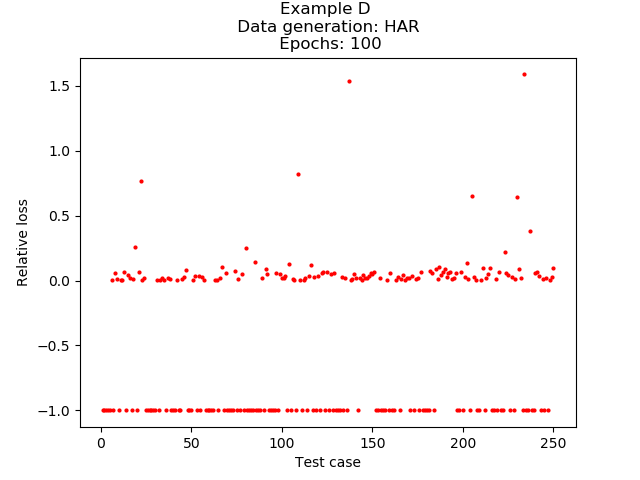 Example D
Data generation: HAR
Epochs: 100
1.5
1.0
0.5
0.0
−0.5
−1.0
Relative loss
0 50 100 150 200 250
Test case